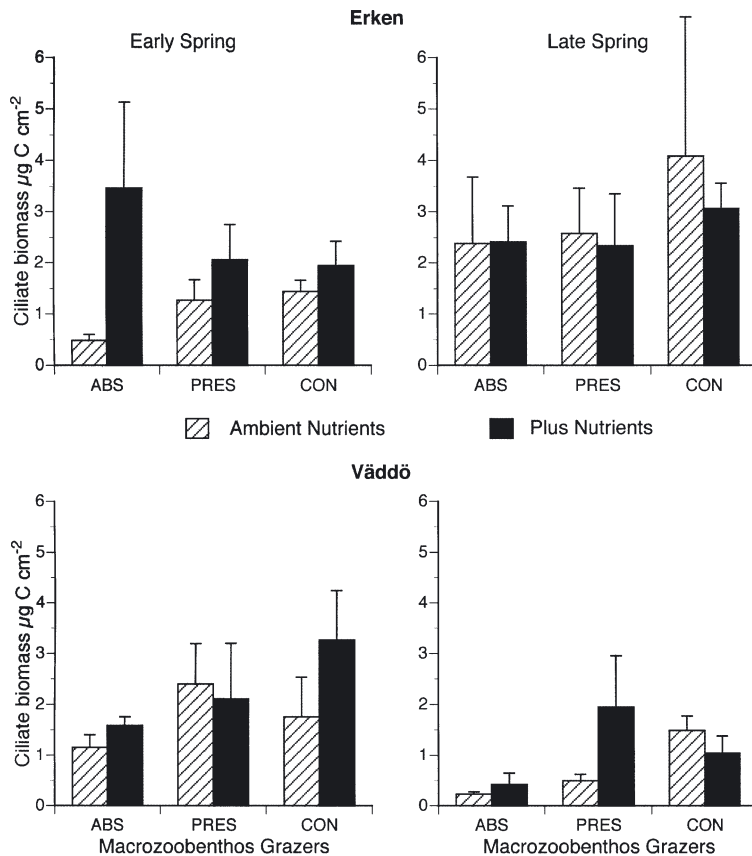 Erken
Early Spring
Late Spring
Ciliate biomass µg C cm-2
6
5
4
3
2
1
0
ABS PRES CON
6
5
4
3
2
1
0
ABS PRES CON
Ambient Nutrients Plus Nutrients
Väddö
Ciliate biomass µg C cm-2
6
5
4
3
2
1
0
ABS PRES CON
Macrozoobenthos Grazers
6
5
4
3
2
1
0
ABS PRES CON
Macrozoobenthos Grazers